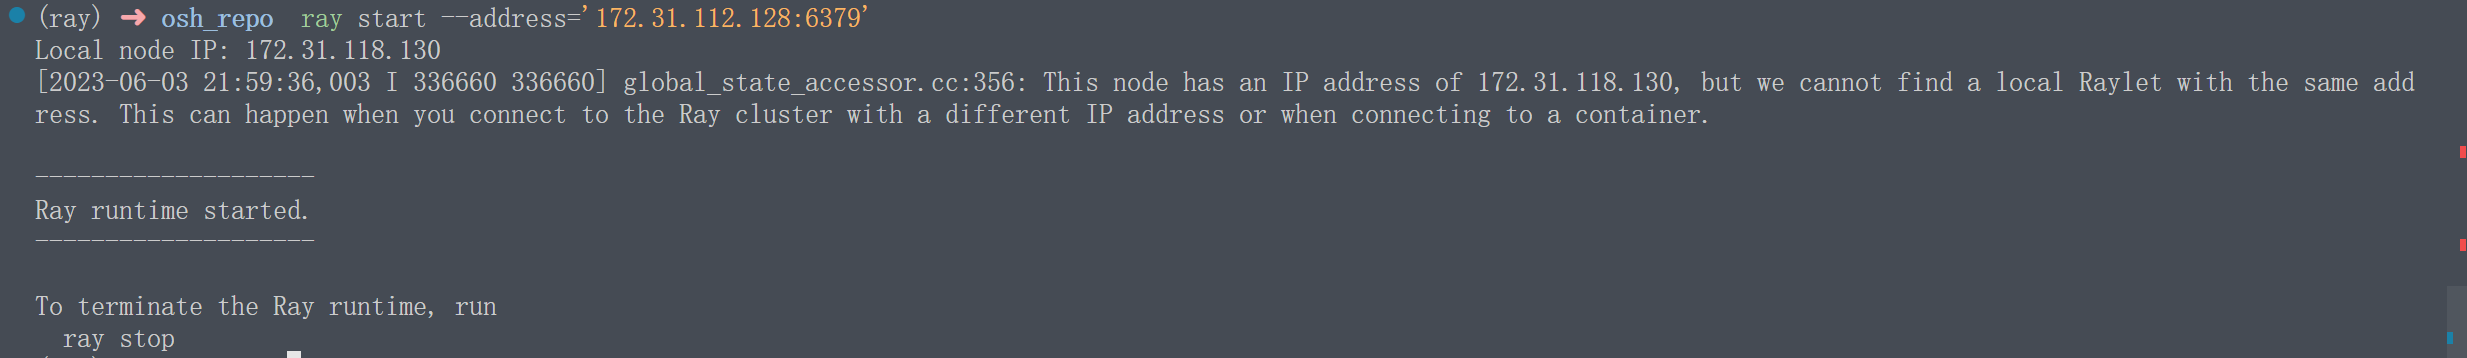 (ray) ➜ osh_repo ray start --address='172.31.112.128:6379'
Local node IP: 172.31.118.130
[2023-06-03 21:59:36,003 I 336660 336660] global_state_accessor.cc:356: This node has an IP address of 172.31.118.130, but we cannot find a local Raylet with the same add
ress. This can happen when you connect to the Ray cluster with a different IP address or when connecting to a container.
--------------------
Ray runtime started.
--------------------
To terminate the Ray runtime, run
ray stop